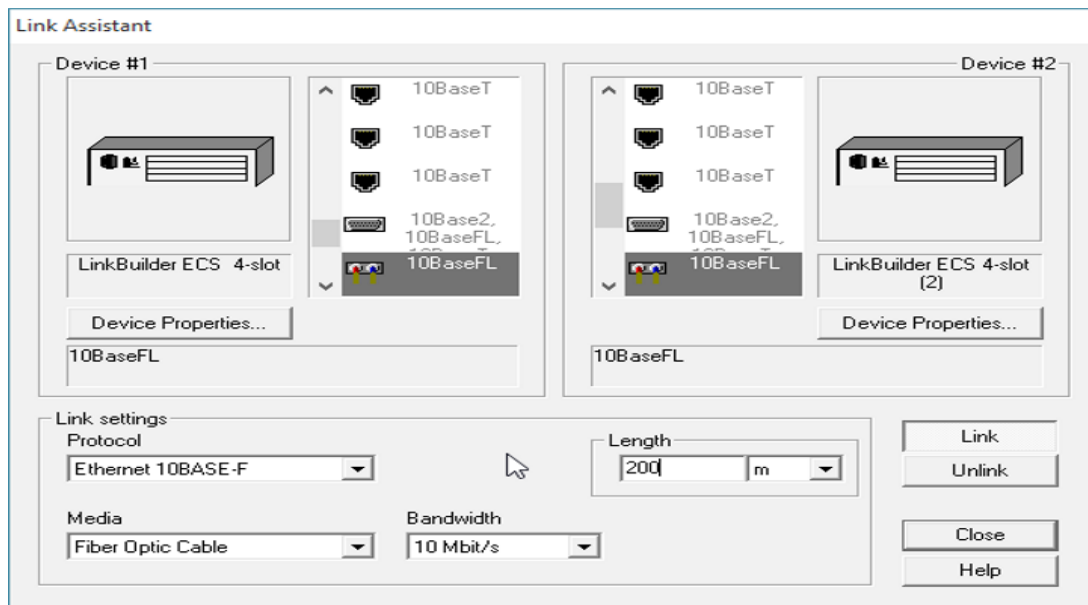 Link Assistant
Device #1
10BaseT
10BaseT
10BaseT
10Base2,
10BaseFL,
10BaseFL
LinkBuilder ECS 4-slot
Device Properties...
10BaseFL
Device #2
10BaseT
10BaseT
10BaseT
10Base2,
10BaseFL,
10BaseFL
LinkBuilder ECS 4-slot
(2)
Device Properties...
10BaseFL
Link settings
Protocol
Ethernet 10BASE-F
Length
200 m
Media
Fiber Optic Cable
Bandwidth
10 Mbit/s
Link
Unlink
Close
Help